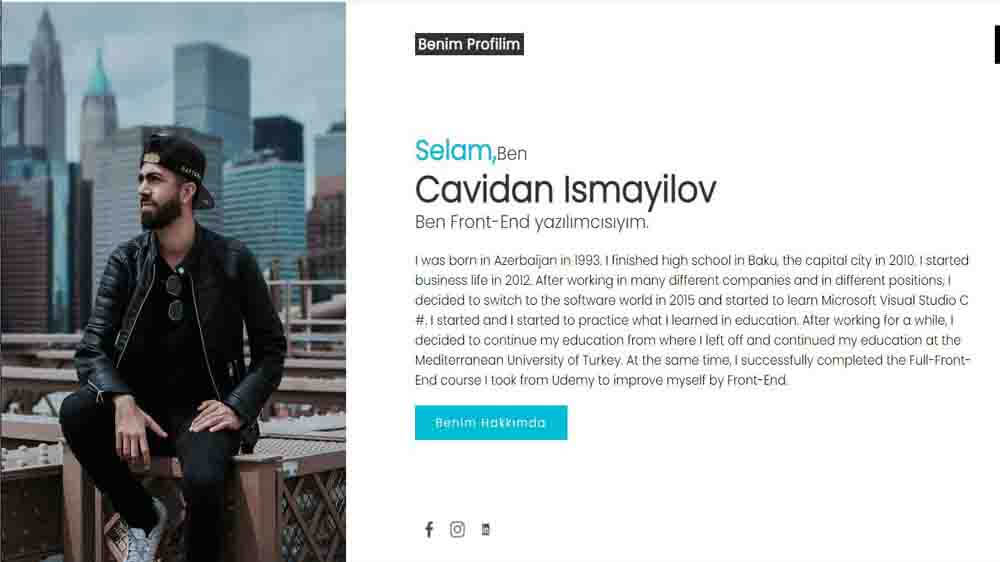 Benim Profilim
Selam,Ben
Cavidan Ismayilov
Ben Front-End yazılımcısıyım.
I was born in Azerbaijan in 1993. I finished high school in Baku, the capital city in 2010. I started
business life in 2012. After working in many different companies and in different positions, I
decided to switch to the software world in 2015 and started to learn Microsoft Visual Studio C
#. I started and I started to practice what I learned in education. After working for a while, I
decided to continue my education from where I left off and continued my education at the
Mediterranean University of Turkey. At the same time, I successfully completed the Full-Front-
End course I took from Udemy to improve myself by Front-End.
Benim Hakkımda